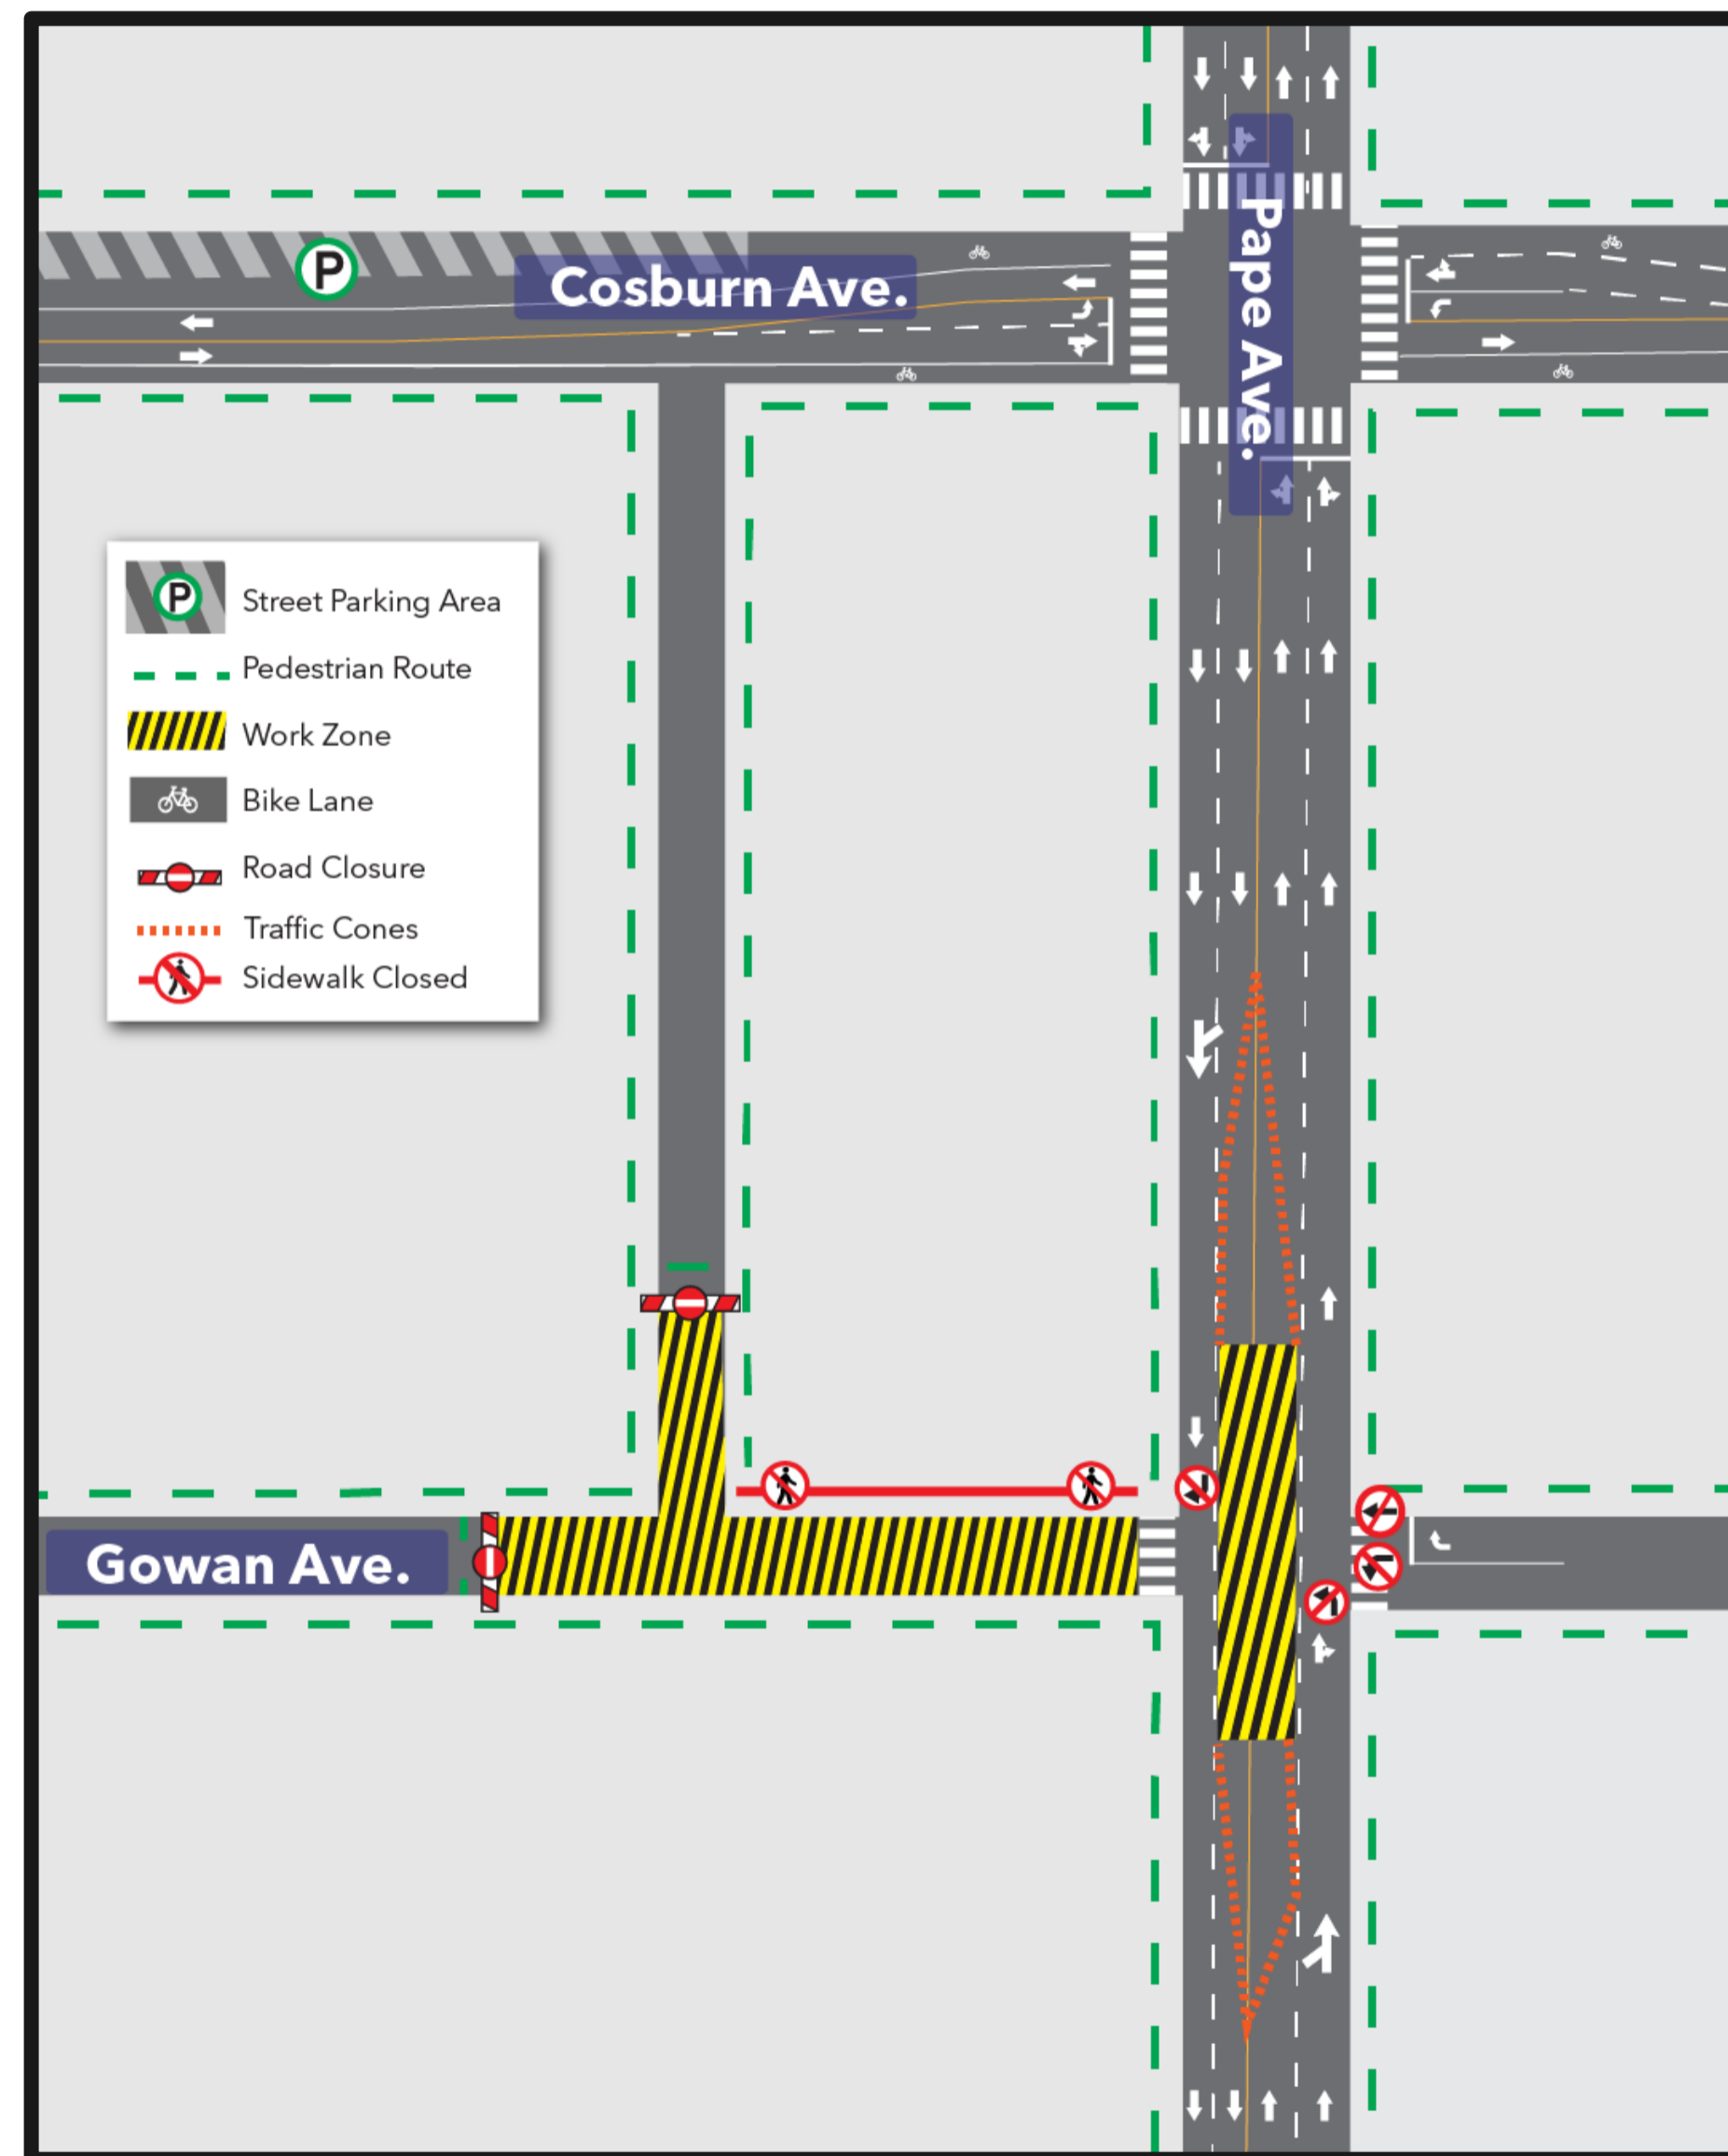 Pape Ave.
P
Cosburn Ave.
P
Street Parking Area
Pedestrian Route
Work Zone
Bike Lane
Road Closure
Traffic Cones
Sidewalk Closed
Gowan Ave.